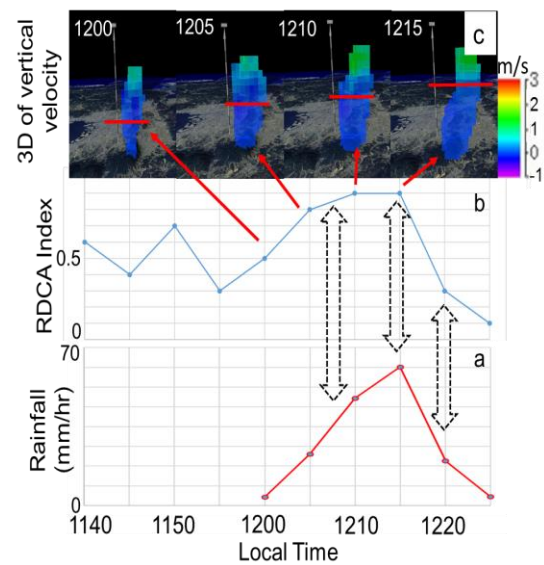 1200
1205
1210
1215
c
m/s
3
2
1
0
-1
3D of vertical
velocity
b
RDCA Index
0.5
0
a
70
Rainfall
(mm/hr)
0
1140 1150 1200 1210 1220
Local Time